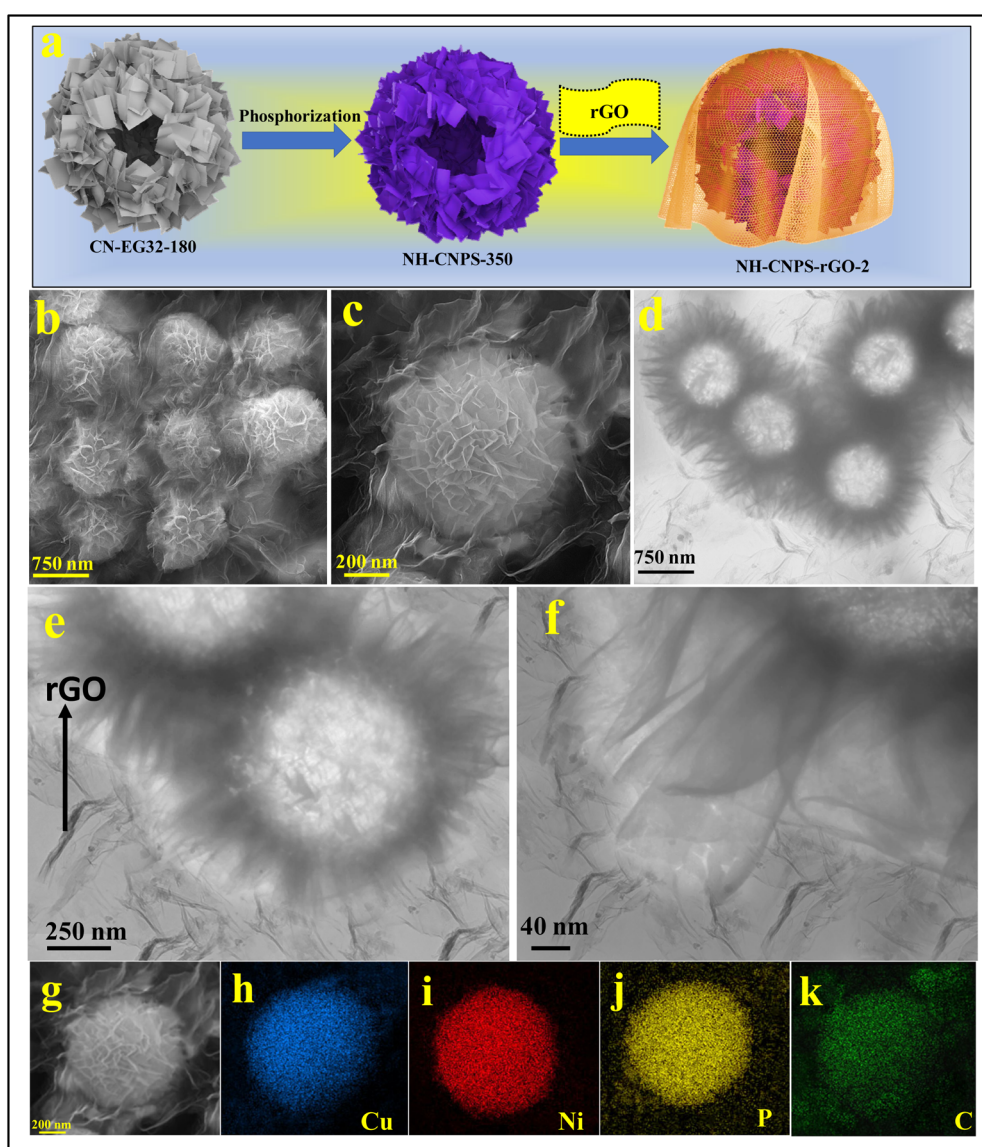 a
Phosphorization
rGO
CN-EG32-180
NH-CNPS-350
NH-CNPS-rGO-2
b
750 nm
c
200 nm
d
750 nm
e
rGO
250 nm
f
40 nm
g
200 nm
h
Cu
i
Ni
j
P
k
C